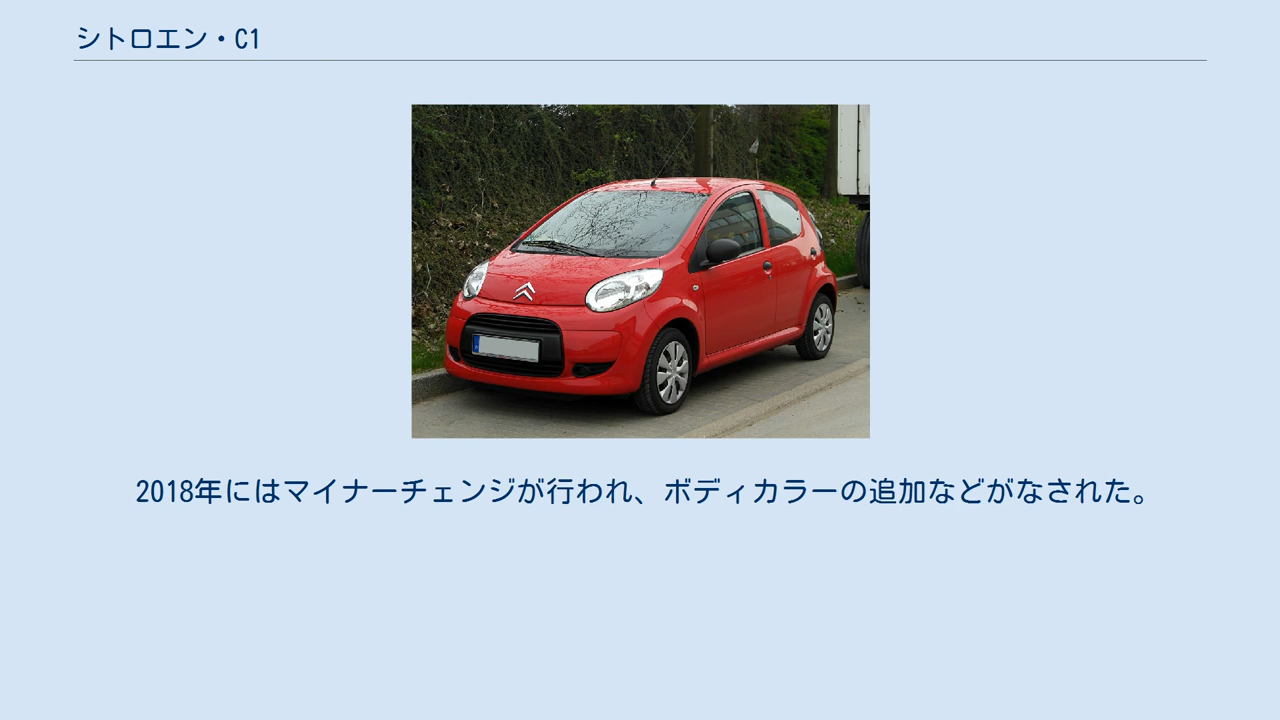 シトロエン・C1
2018年にはマイナーチェンジが行われ、ボディカラーの追加などがなされた。